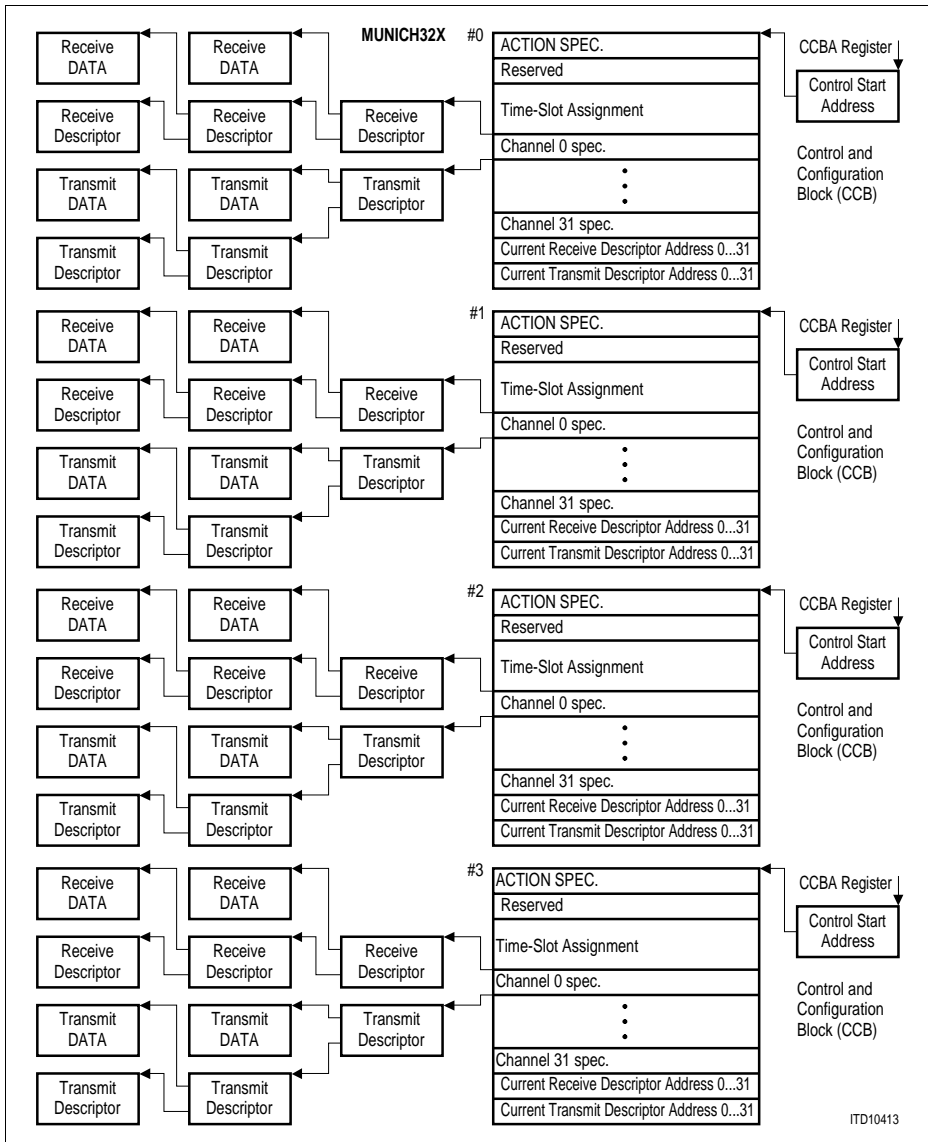 MUNICH32X #0
Receive
DATA
Receive
DATA
Receive
Descriptor
Receive
Descriptor
Receive
Descriptor
Transmit
DATA
Transmit
DATA
Transmit
Descriptor
Transmit
Descriptor
Transmit
Descriptor
ACTION SPEC.
Reserved
Time-Slot Assignment
Channel 0 spec.
Channel 31 spec.
Current Receive Descriptor Address 0...31
Current Transmit Descriptor Address 0...31
CCBA Register
Control Start
Address
Control and
Configuration
Block (CCB)
#1
Receive
DATA
Receive
DATA
Receive
Descriptor
Receive
Descriptor
Receive
Descriptor
Transmit
DATA
Transmit
DATA
Transmit
Descriptor
Transmit
Descriptor
Transmit
Descriptor
ACTION SPEC.
Reserved
Time-Slot Assignment
Channel 0 spec.
Channel 31 spec.
Current Receive Descriptor Address 0...31
Current Transmit Descriptor Address 0...31
CCBA Register
Control Start
Address
Control and
Configuration
Block (CCB)
#2
Receive
DATA
Receive
DATA
Receive
Descriptor
Receive
Descriptor
Receive
Descriptor
Transmit
DATA
Transmit
DATA
Transmit
Descriptor
Transmit
Descriptor
Transmit
Descriptor
ACTION SPEC.
Reserved
Time-Slot Assignment
Channel 0 spec.
Channel 31 spec.
Current Receive Descriptor Address 0...31
Current Transmit Descriptor Address 0...31
CCBA Register
Control Start
Address
Control and
Configuration
Block (CCB)
#3
Receive
DATA
Receive
DATA
Receive
Descriptor
Receive
Descriptor
Receive
Descriptor
Transmit
DATA
Transmit
DATA
Transmit
Descriptor
Transmit
Descriptor
Transmit
Descriptor
ACTION SPEC.
Reserved
Time-Slot Assignment
Channel 0 spec.
Channel 31 spec.
Current Receive Descriptor Address 0...31
Current Transmit Descriptor Address 0...31
CCBA Register
Control Start
Address
Control and
Configuration
Block (CCB)
ITD10413